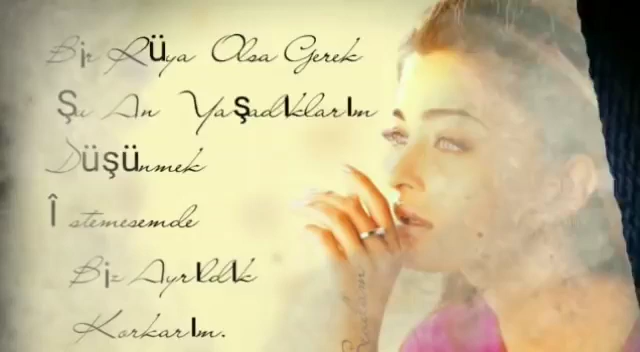 Bir Rüya Olsa Gerek
Şu An Yaşadıklarım
Düşünmek
İstemesemde
Biz Ayrıldık
Korkarım.